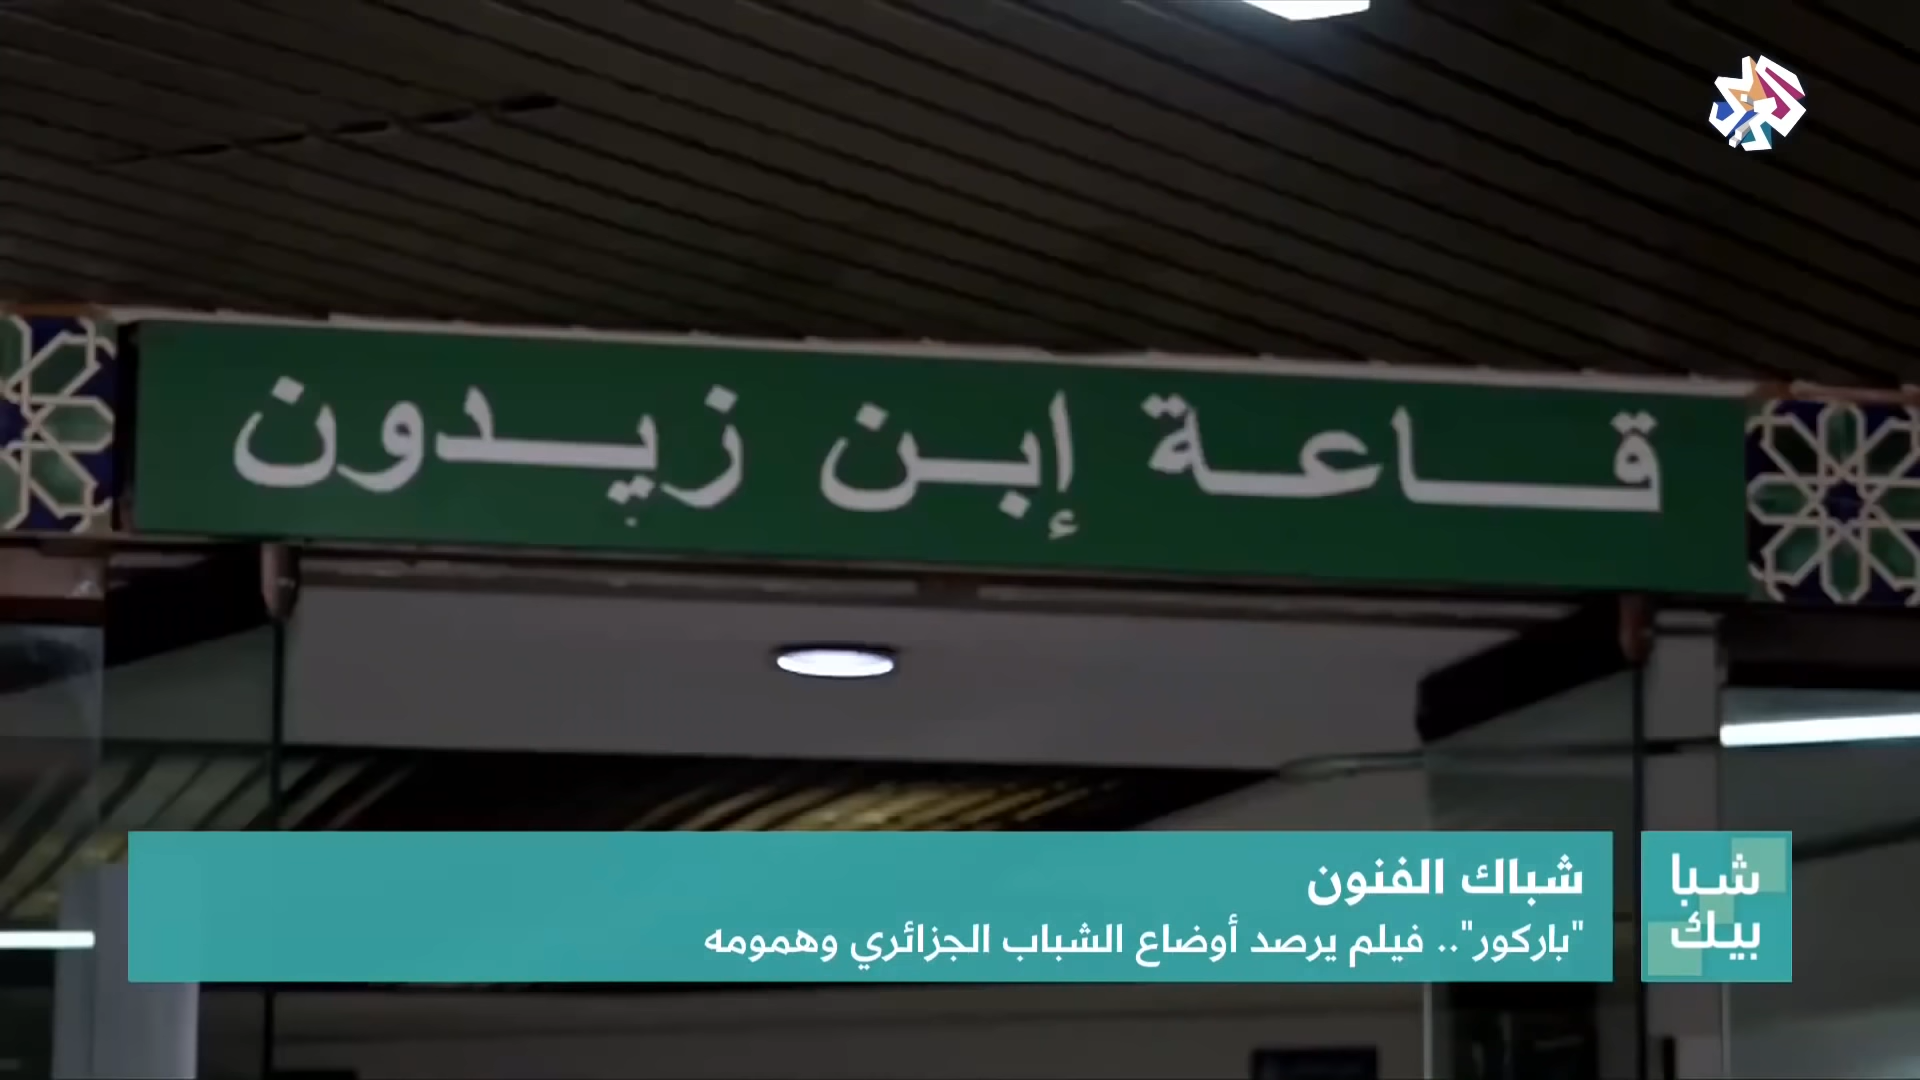 قاعة إبن زيدون
شباك الفنون
"باركور".. فيلم يرصد أوضاع الشباب الجزائري وهمومه
شبا
بيك